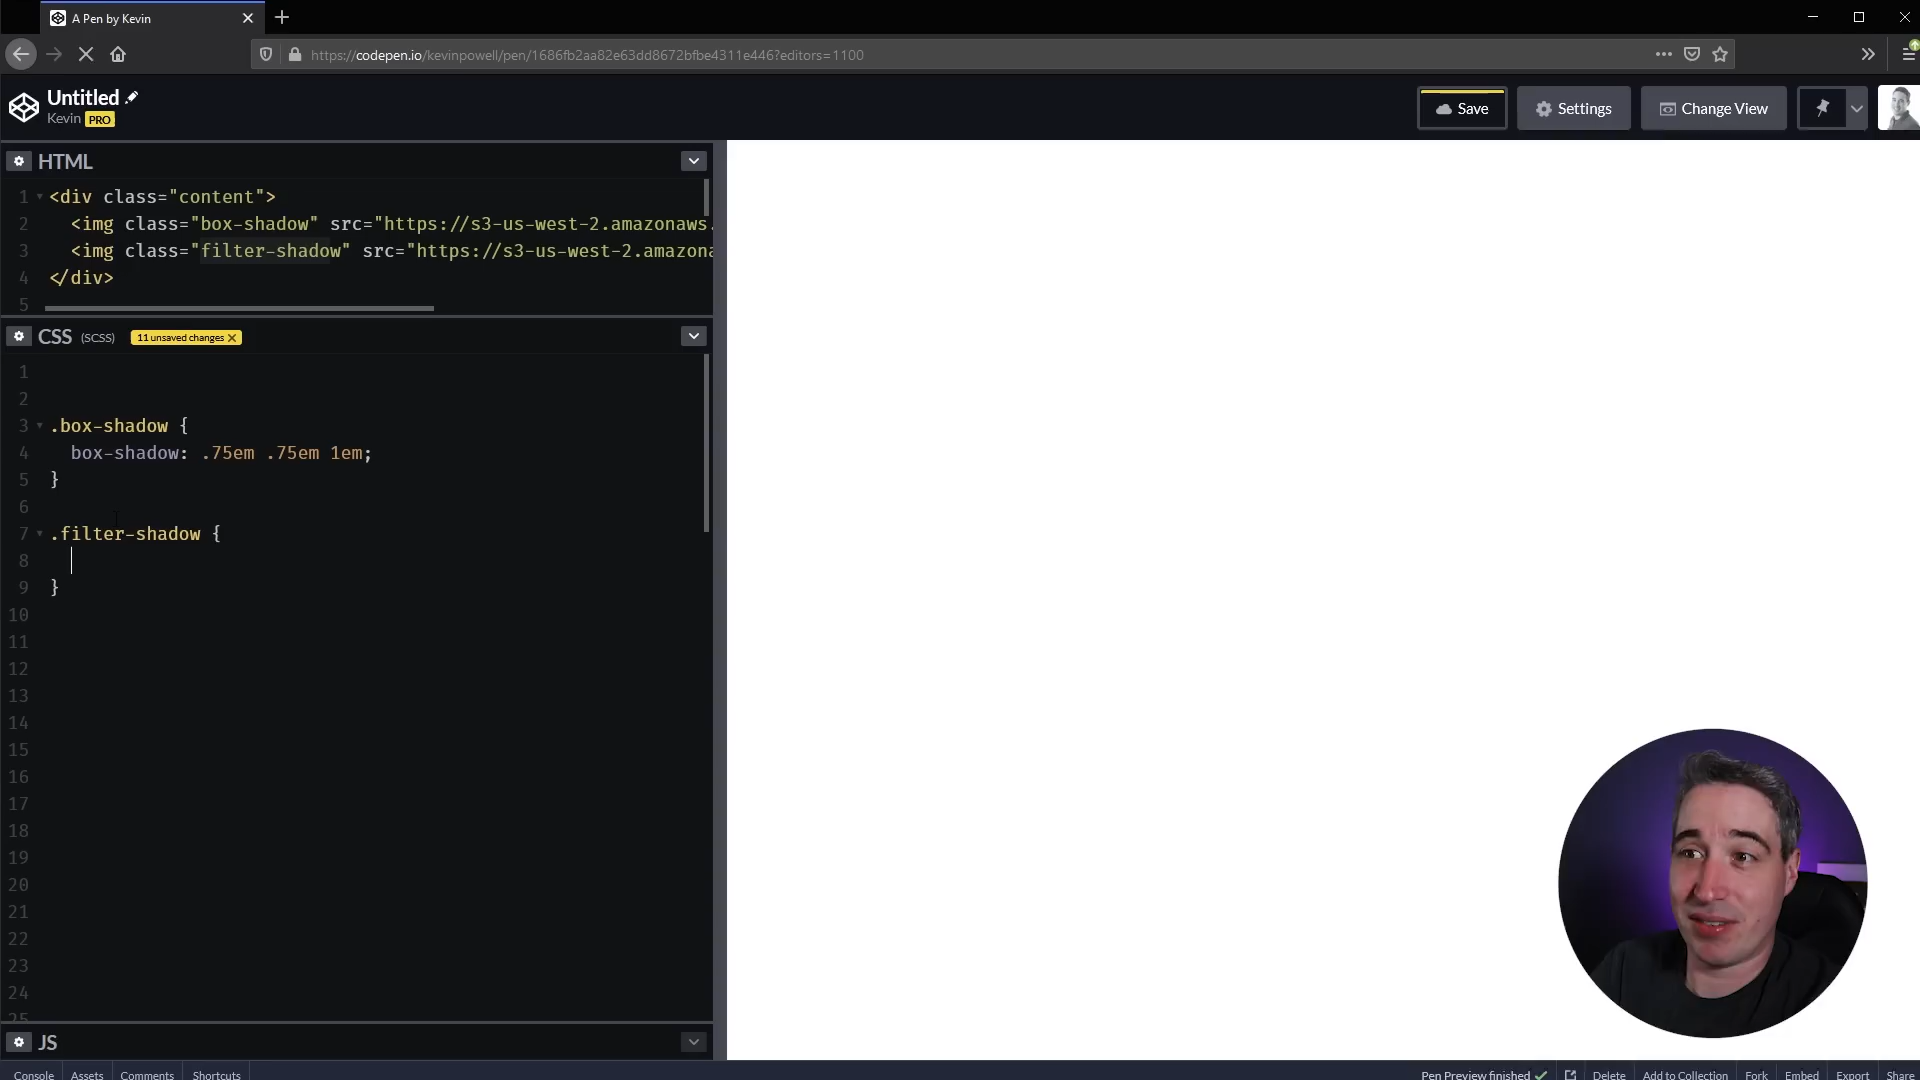 A Pen by Kevin
https://codepen.io/kevinpowell/pen/1686fb2aa82e63dd8672bfbe4311e446?editors=1100
Untitled
Kevin PRO
Save
Settings
Change View
HTML
1 <div class="content">
2 <img class="box-shadow" src="https://s3-us-west-2.amazonaws.
3 <img class="filter-shadow" src="https://s3-us-west-2.amazona
4 </div>
5
CSS (SCSS) 11 unsaved changes
1
2
3 .box-shadow {
4 box-shadow: .75em .75em 1em;
5 }
6
7 .filter-shadow {
8
9 }
10
11
12
13
14
15
16
17
18
19
20
21
22
23
24
25
JS
Console Assets Comments Shortcuts
Pen Preview finished Delete Add to Collection Fork Embed Export Share